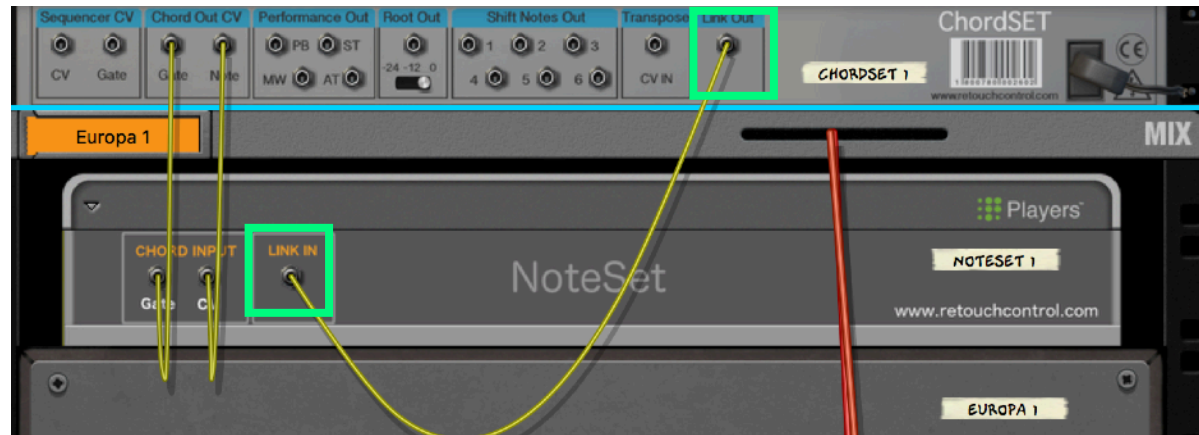 Sequencer CV Chord Out CV Performance Out Root Out Shift Notes Out Transpose Link Out ChordSET
PB ST 1 2 3 CE
CV Gate Gate Note MW AT -24 -12 0 4 5 6 CV IN CHORDSET 1
www.retouchcontrol.com
Europa 1 MIX
Players
CHORD INPUT LINK IN NoteSet NOTESET 1
Gate CV www.retouchcontrol.com
EUROPA 1